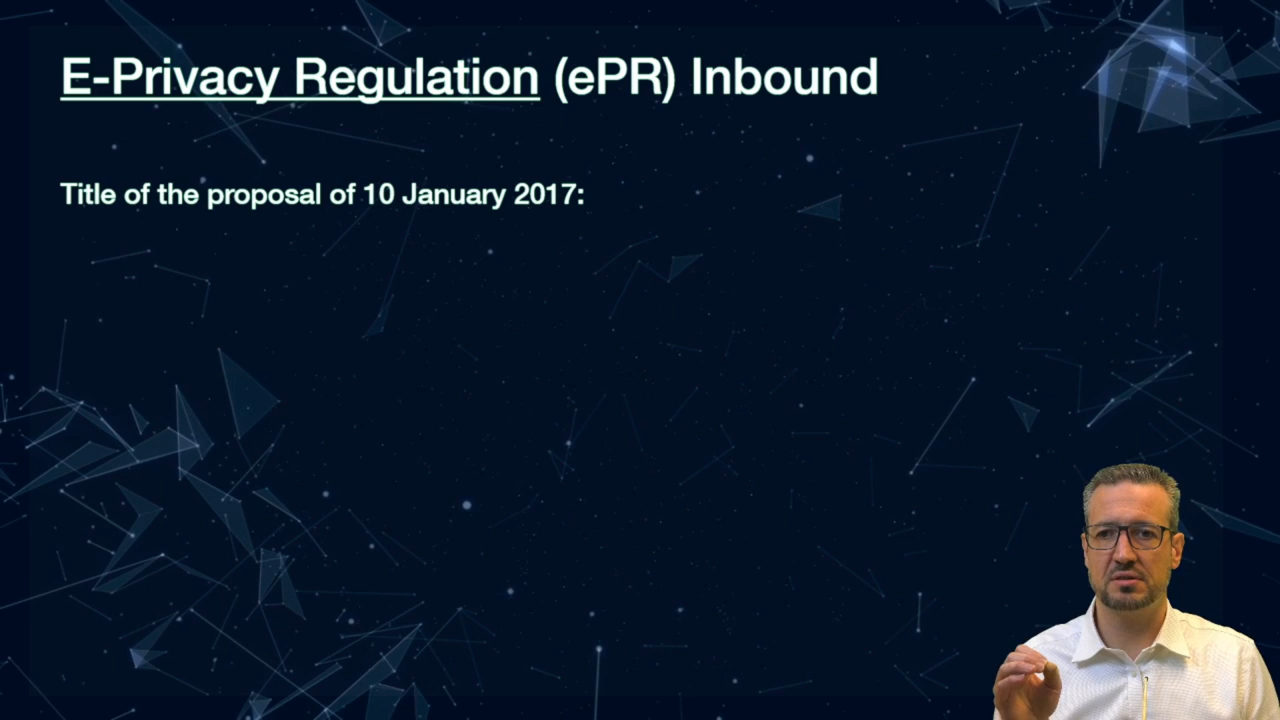 E-Privacy Regulation (ePR) Inbound
Title of the proposal of 10 January 2017: